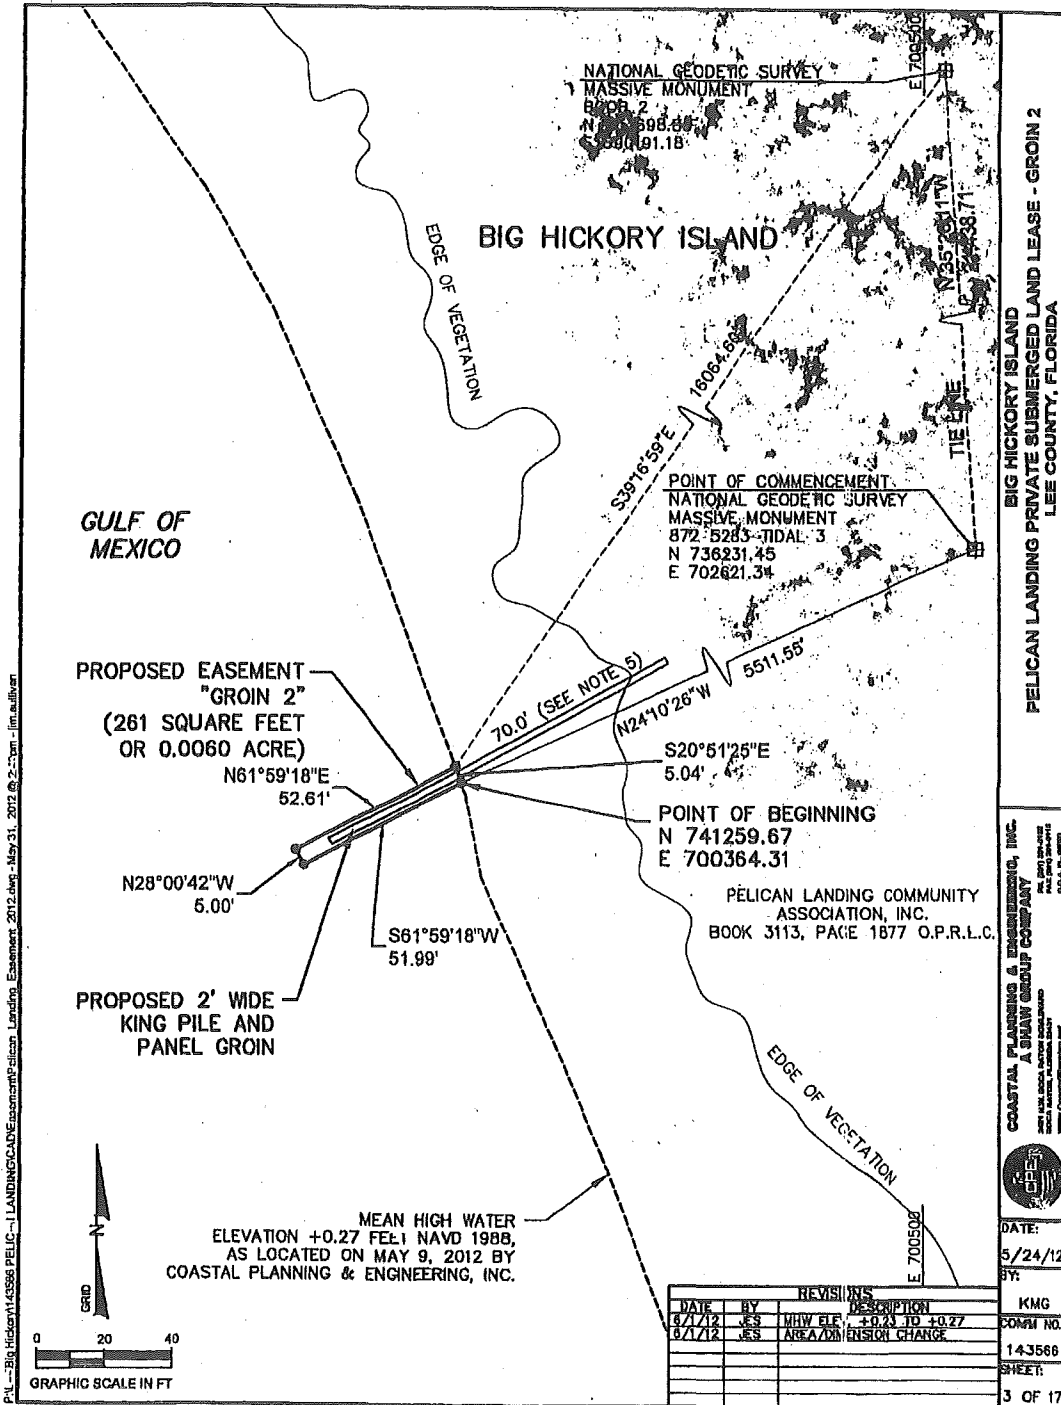 NATIONAL GEODETIC SURVEY
MASSIVE MONUMENT
2
E 700500
BIG HICKORY ISLAND
EDGE OF VEGETATION
S39°16'59"E
TIE LINE
GULF OF
MEXICO
POINT OF COMMENCEMENT
NATIONAL GEODETIC SURVEY
MASSIVE MONUMENT
872 5283 TIDAL 3
N 736231.45
E 702621.34
PROPOSED EASEMENT
"GROIN 2"
(261 SQUARE FEET
OR 0.0060 ACRE)
N61°59'18"E
52.61'
70.0' (SEE NOTE 5)
N24°10'26"W
5511.55'
S20°51'25"E
5.04'
POINT OF BEGINNING
N 741259.67
E 700364.31
N28°00'42"W
5.00'
S61°59'18"W
51.99'
PELICAN LANDING COMMUNITY
ASSOCIATION, INC.
BOOK 3113, PAGE 1877 O.P.R.L.C.
PROPOSED 2' WIDE
KING PILE AND
PANEL GROIN
EDGE OF VEGETATION
MEAN HIGH WATER
ELEVATION +0.27 FEET NAVD 1988,
AS LOCATED ON MAY 9, 2012 BY
COASTAL PLANNING & ENGINEERING, INC.
E 700500
N
GRID
0 20 40
GRAPHIC SCALE IN FT
REVISIONS
DATE BY DESCRIPTION
6/1/12 JES MHW ELEV. +0.23 TO +0.27
6/1/12 JES AREA/DIMENSION CHANGE
BIG HICKORY ISLAND
PELICAN LANDING PRIVATE SUBMERGED LAND LEASE - GROIN 2
LEE COUNTY, FLORIDA
COASTAL PLANNING & ENGINEERING, INC.
A SHAW GROUP COMPANY
CPE
DATE:
5/24/12
BY:
KMG
COMM NO.
143566
SHEET:
3 OF 17